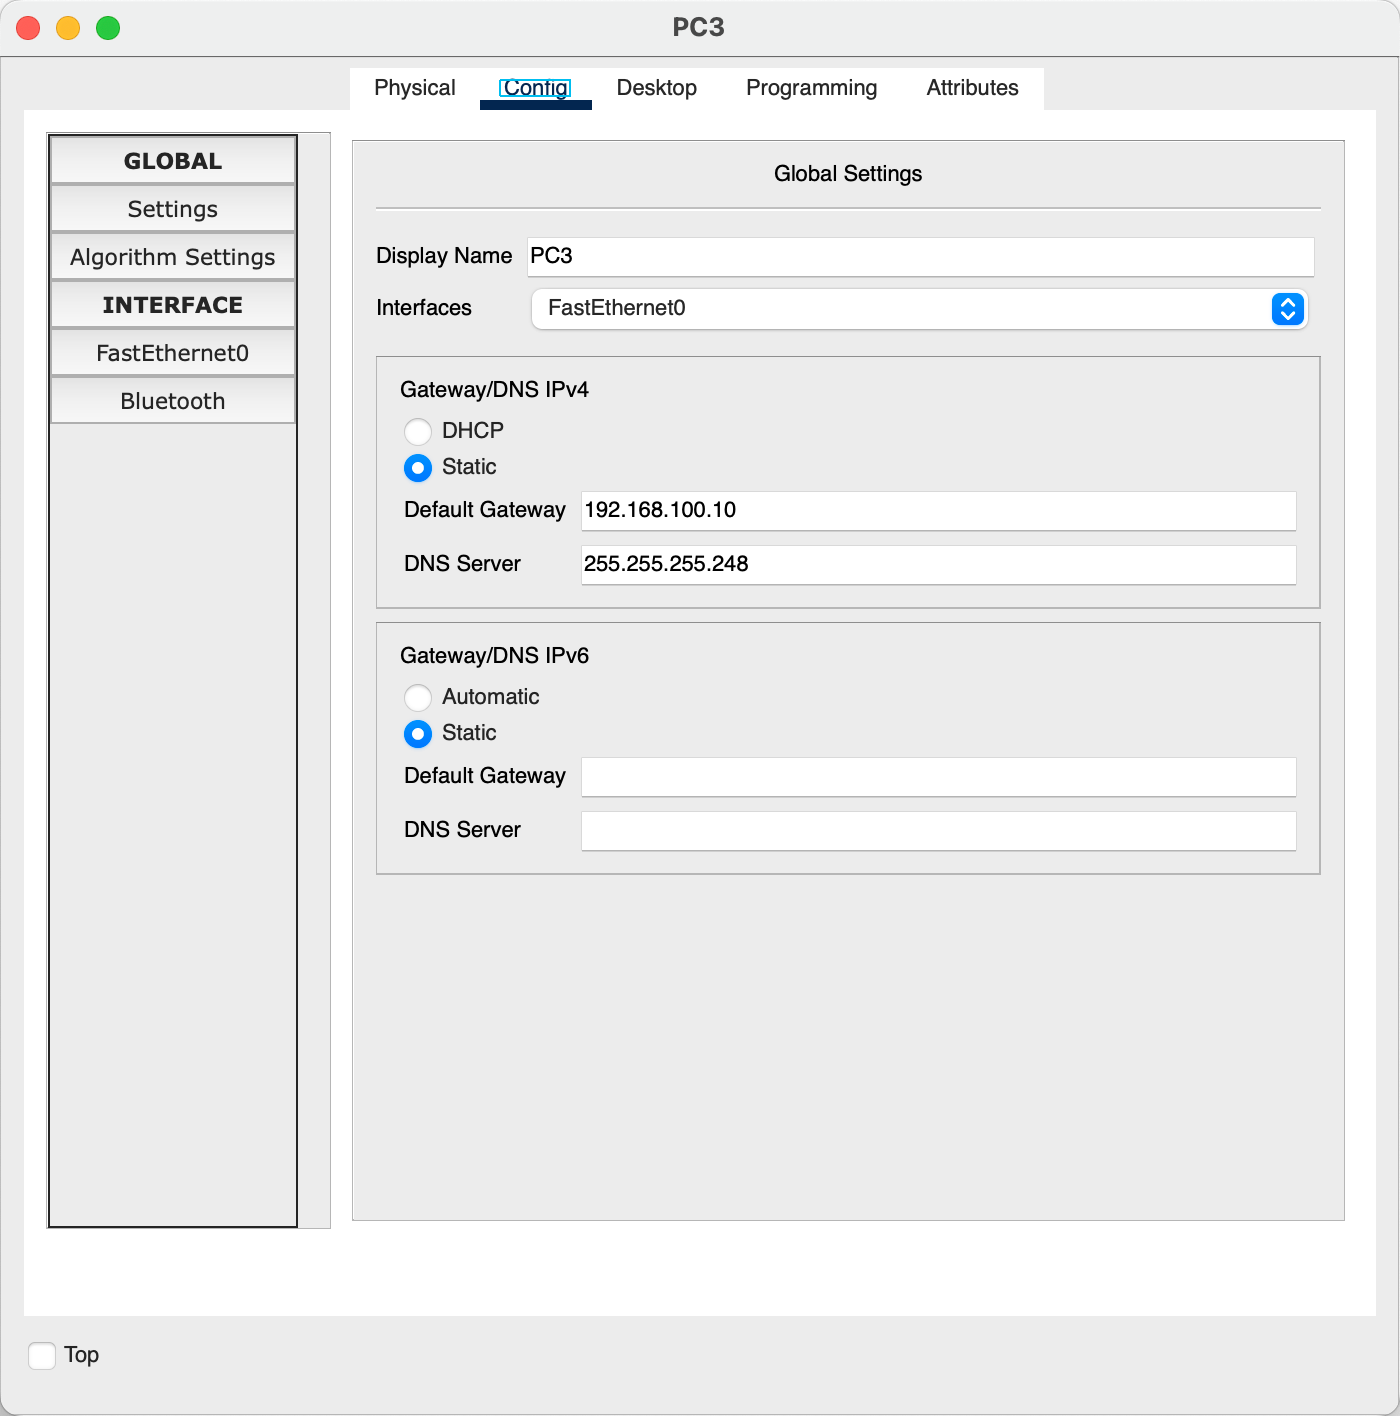 PC3
Physical
Config
Desktop
Programming
Attributes
GLOBAL
Settings
Algorithm Settings
INTERFACE
FastEthernet0
Bluetooth
Global Settings
Display Name PC3
Interfaces FastEthernet0
Gateway/DNS IPv4
DHCP
Static
Default Gateway 192.168.100.10
DNS Server 255.255.255.248
Gateway/DNS IPv6
Automatic
Static
Default Gateway
DNS Server
Top